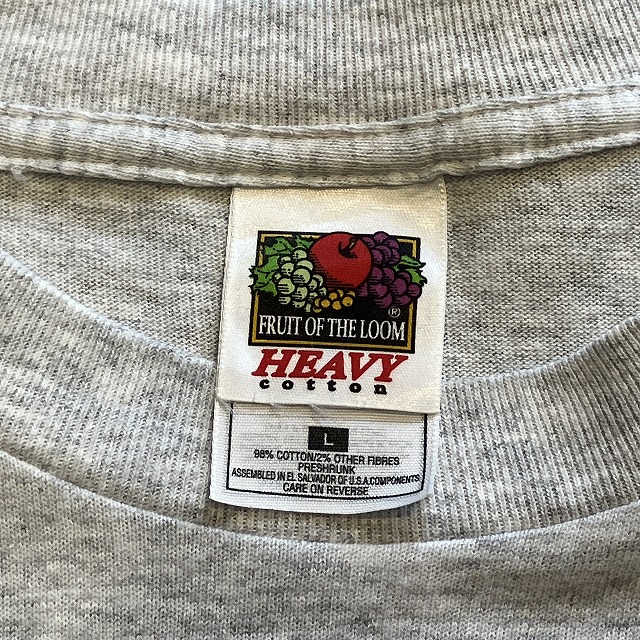 FRUIT OF THE LOOM
®
HEAVY
cotton
L
98% COTTON/2% OTHER FIBRES
PRESHRUNK
ASSEMBLED IN EL SALVADOR OF U.S.A.COMPONENTS
CARE ON REVERSE